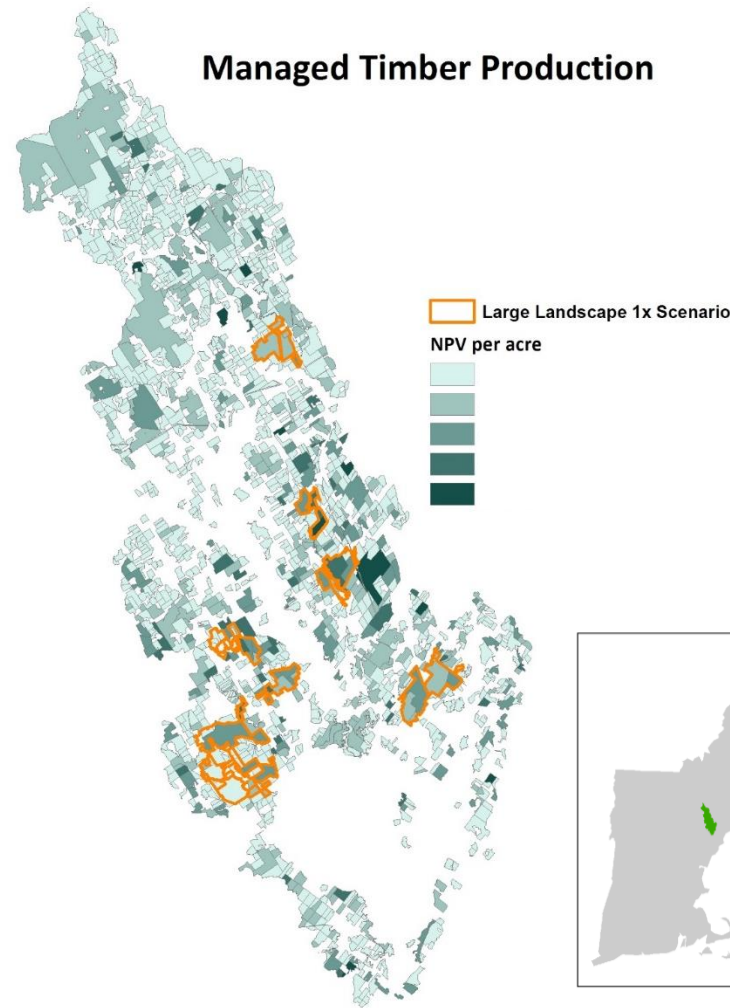 Managed Timber Production
Large Landscape 1x Scenario
NPV per acre